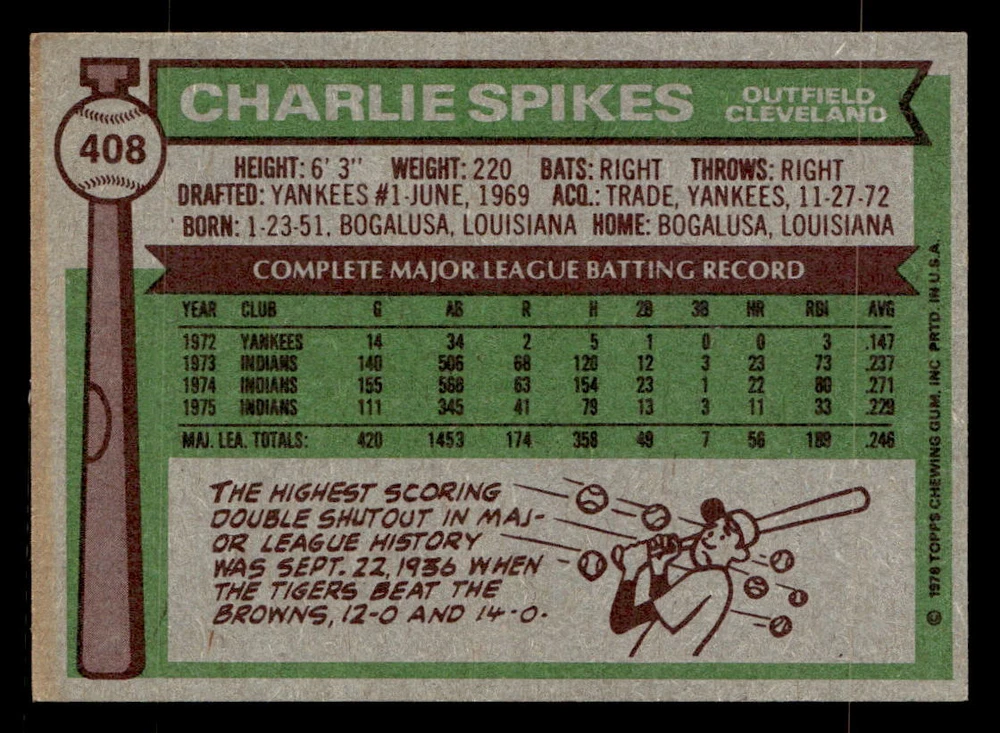 408
CHARLIE SPIKES
OUTFIELD
CLEVELAND
HEIGHT: 6' 3" WEIGHT: 220 BATS: RIGHT THROWS: RIGHT
DRAFTED: YANKEES #1-JUNE, 1969 ACQ.: TRADE, YANKEES, 11-27-72
BORN: 1-23-51, BOGALUSA, LOUISIANA HOME: BOGALUSA, LOUISIANA
COMPLETE MAJOR LEAGUE BATTING RECORD
YEAR CLUB G AB R H 2B 3B HR RBI AVG
1972 YANKEES 14 34 2 5 1 0 0 3 .147
1973 INDIANS 140 506 68 120 12 3 23 73 .237
1974 INDIANS 155 568 63 154 23 1 22 80 .271
1975 INDIANS 111 345 41 79 13 3 11 33 .229
MAJ. LEA. TOTALS: 420 1453 174 358 49 7 56 189 .246
THE HIGHEST SCORING
DOUBLE SHUTOUT IN MAJ-
OR LEAGUE HISTORY
WAS SEPT. 22, 1936 WHEN
THE TIGERS BEAT THE
BROWNS, 12-0 AND 14-0.
© 1976 TOPPS CHEWING GUM, INC. PRTD. IN U.S.A.